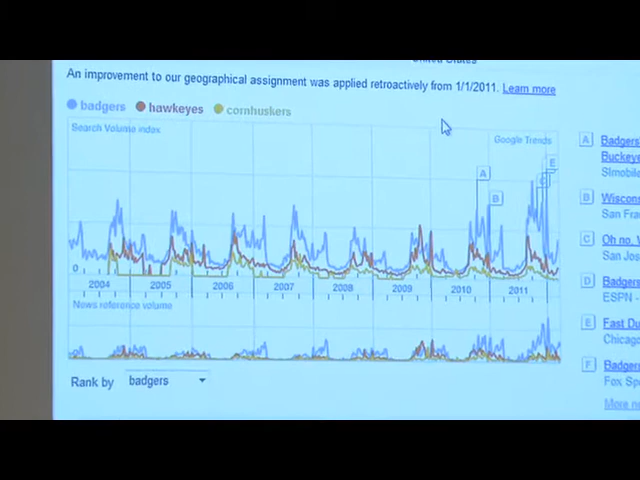 United States
An improvement to our geographical assignment was applied retroactively from 1/1/2011. Learn more
badgers hawkeyes cornhuskers
Search Volume index
Google Trends
A
B
E
0
2004 2005 2006 2007 2008 2009 2010 2011
News reference volume
Rank by badgers
A Badgers
Buckeye
Slmobile
B Wiscons
San Fra
C Oh no.
San Jos
D Badgers
ESPN -
E Fast Du
Chicago
F Badgers
Fox Spo
More ne